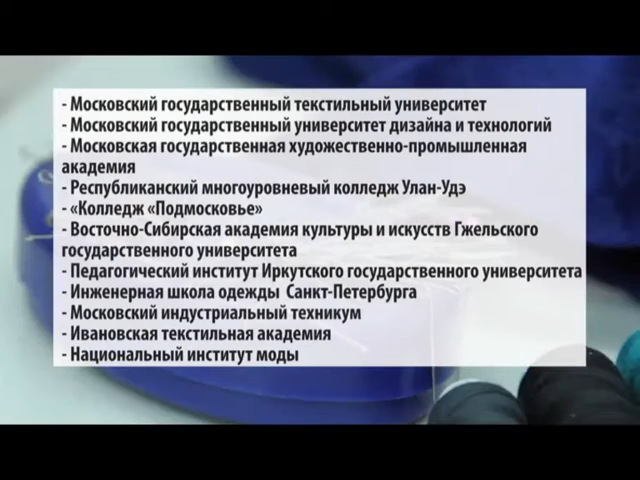 - Московский государственный текстильный университет
- Московский государственный университет дизайна и технологий
- Московская государственная художественно-промышленная
академия
- Республиканский многоуровневый колледж Улан-Удэ
- «Колледж «Подмосковье»
- Восточно-Сибирская академия культуры и искусств Гжельского
государственного университета
- Педагогический институт Иркутского государственного университета
- Инженерная школа одежды  Санкт-Петербурга
- Московский индустриальный техникум
- Ивановская текстильная академия
- Национальный институт моды